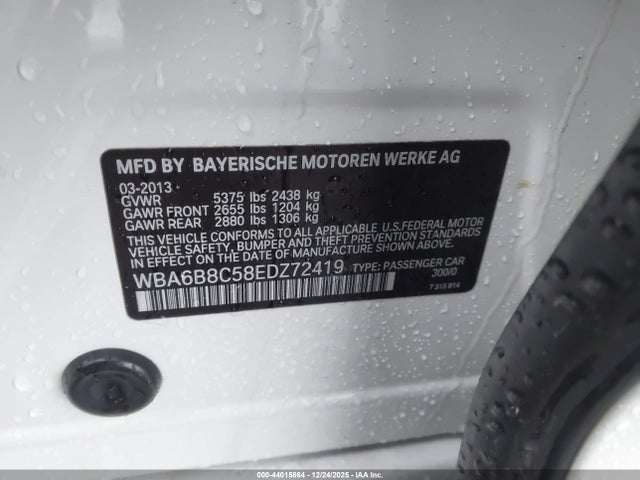 MFD BY BAYERISCHE MOTOREN WERKE AG
03-2013
GVWR 5375 lbs 2438 kg
GAWR FRONT 2655 lbs 1204 kg
GAWR REAR 2880 lbs 1306 kg
THIS VEHICLE CONFORMS TO ALL APPLICABLE U.S.FEDERAL MOTOR
VEHICLE SAFETY, BUMPER AND THEFT PREVENTION STANDARDS
IN EFFECT ON THE DATE OF MANUFACTURE SHOWN ABOVE.
WBA6B8C58EDZ72419 TYPE: PASSENGER CAR
300/0
7 315 814
000-44015864 - 12/24/2025 - IAA Inc.